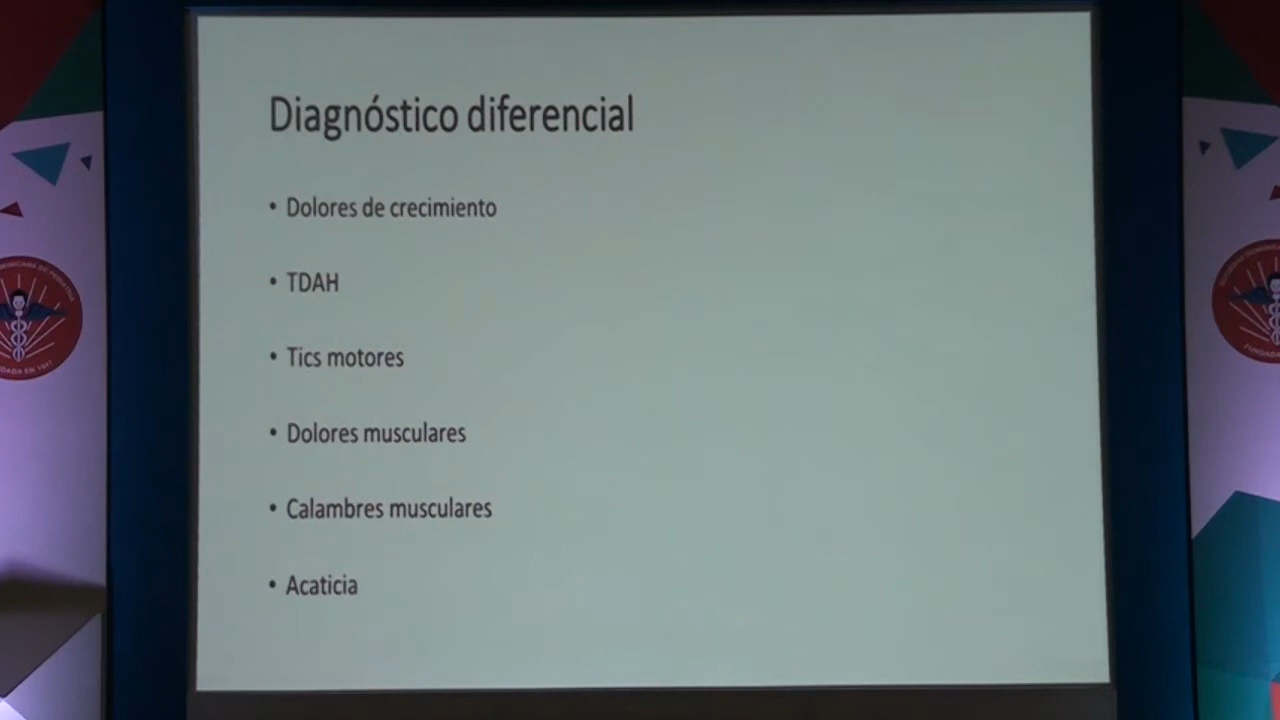 Diagnóstico diferencial
• Dolores de crecimiento
• TDAH
• Tics motores
• Dolores musculares
• Calambres musculares
• Acaticia